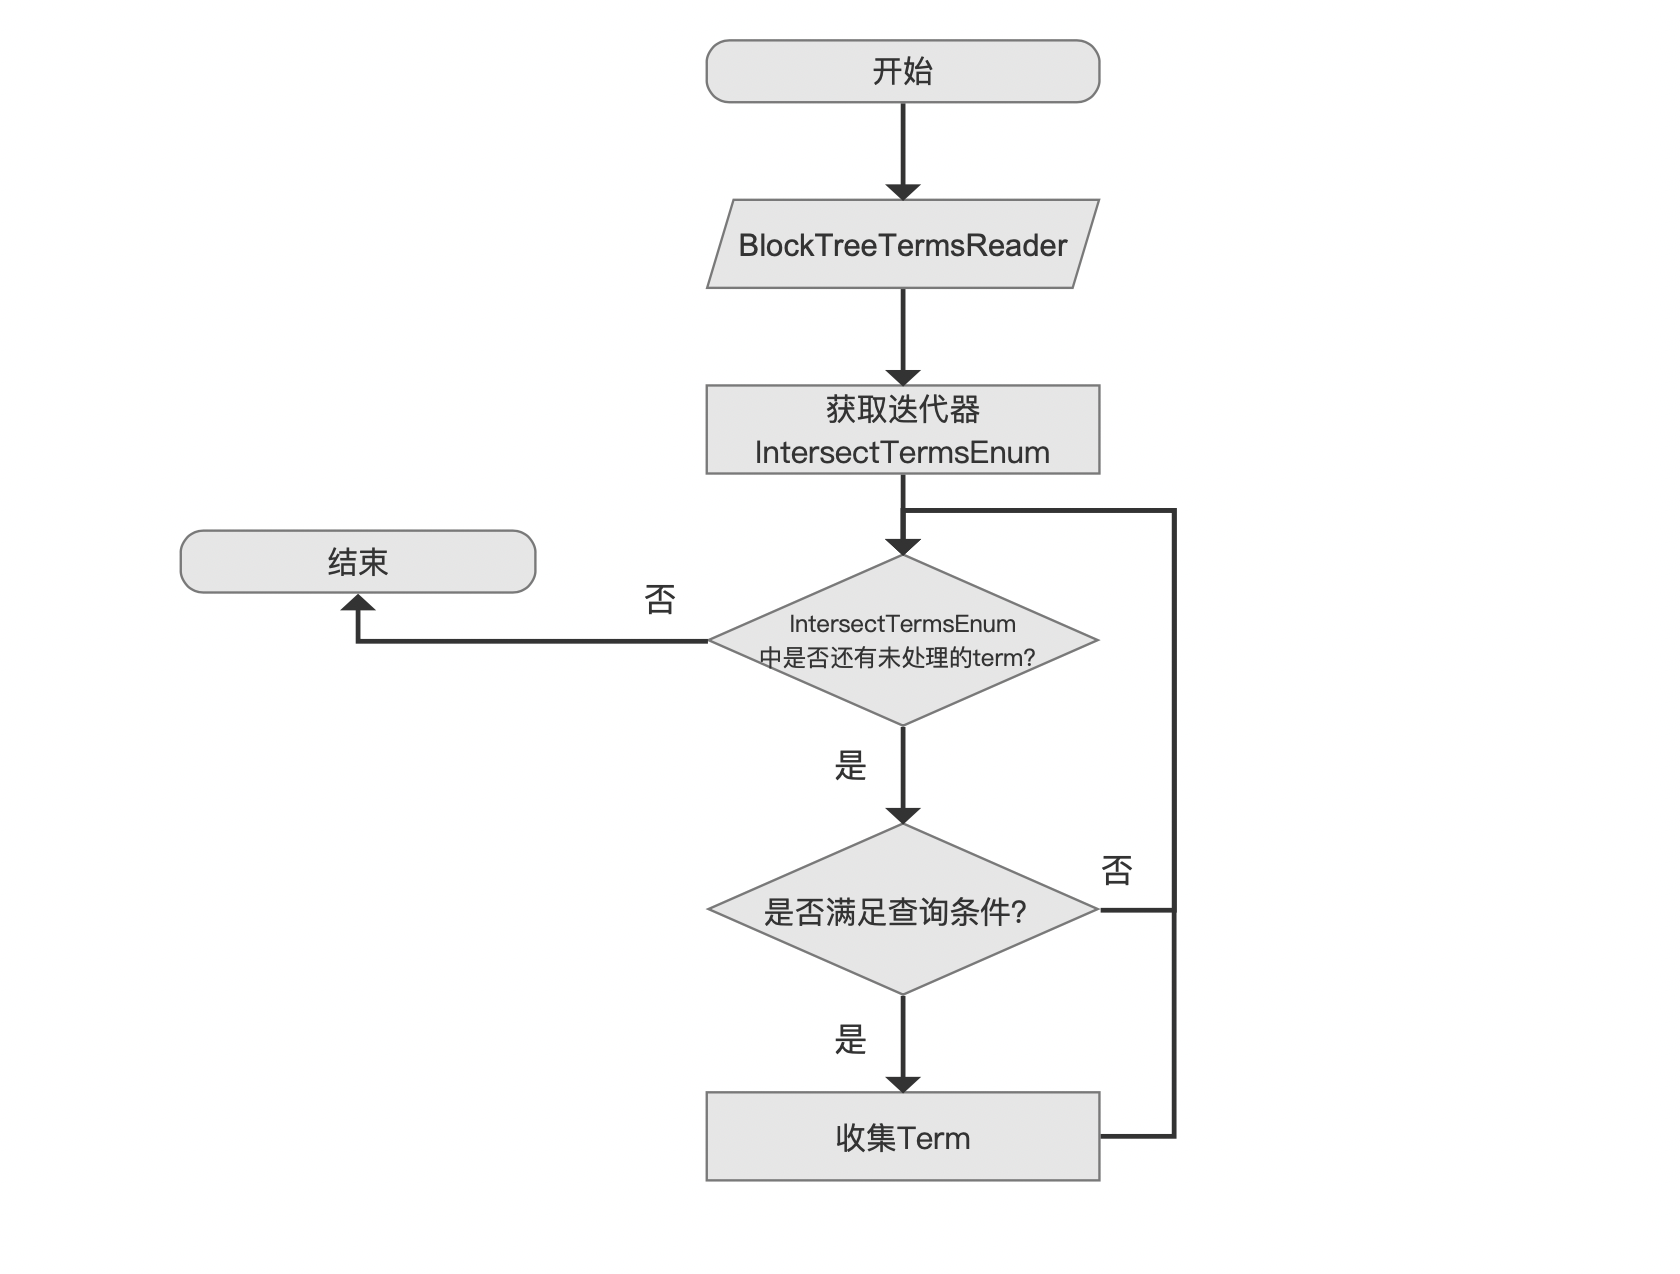 开始
BlockTreeTermsReader
获取迭代器
IntersectTermsEnum
结束
否
IntersectTermsEnum
中是否还有未处理的term?
是
否
是否满足查询条件?
是
收集Term